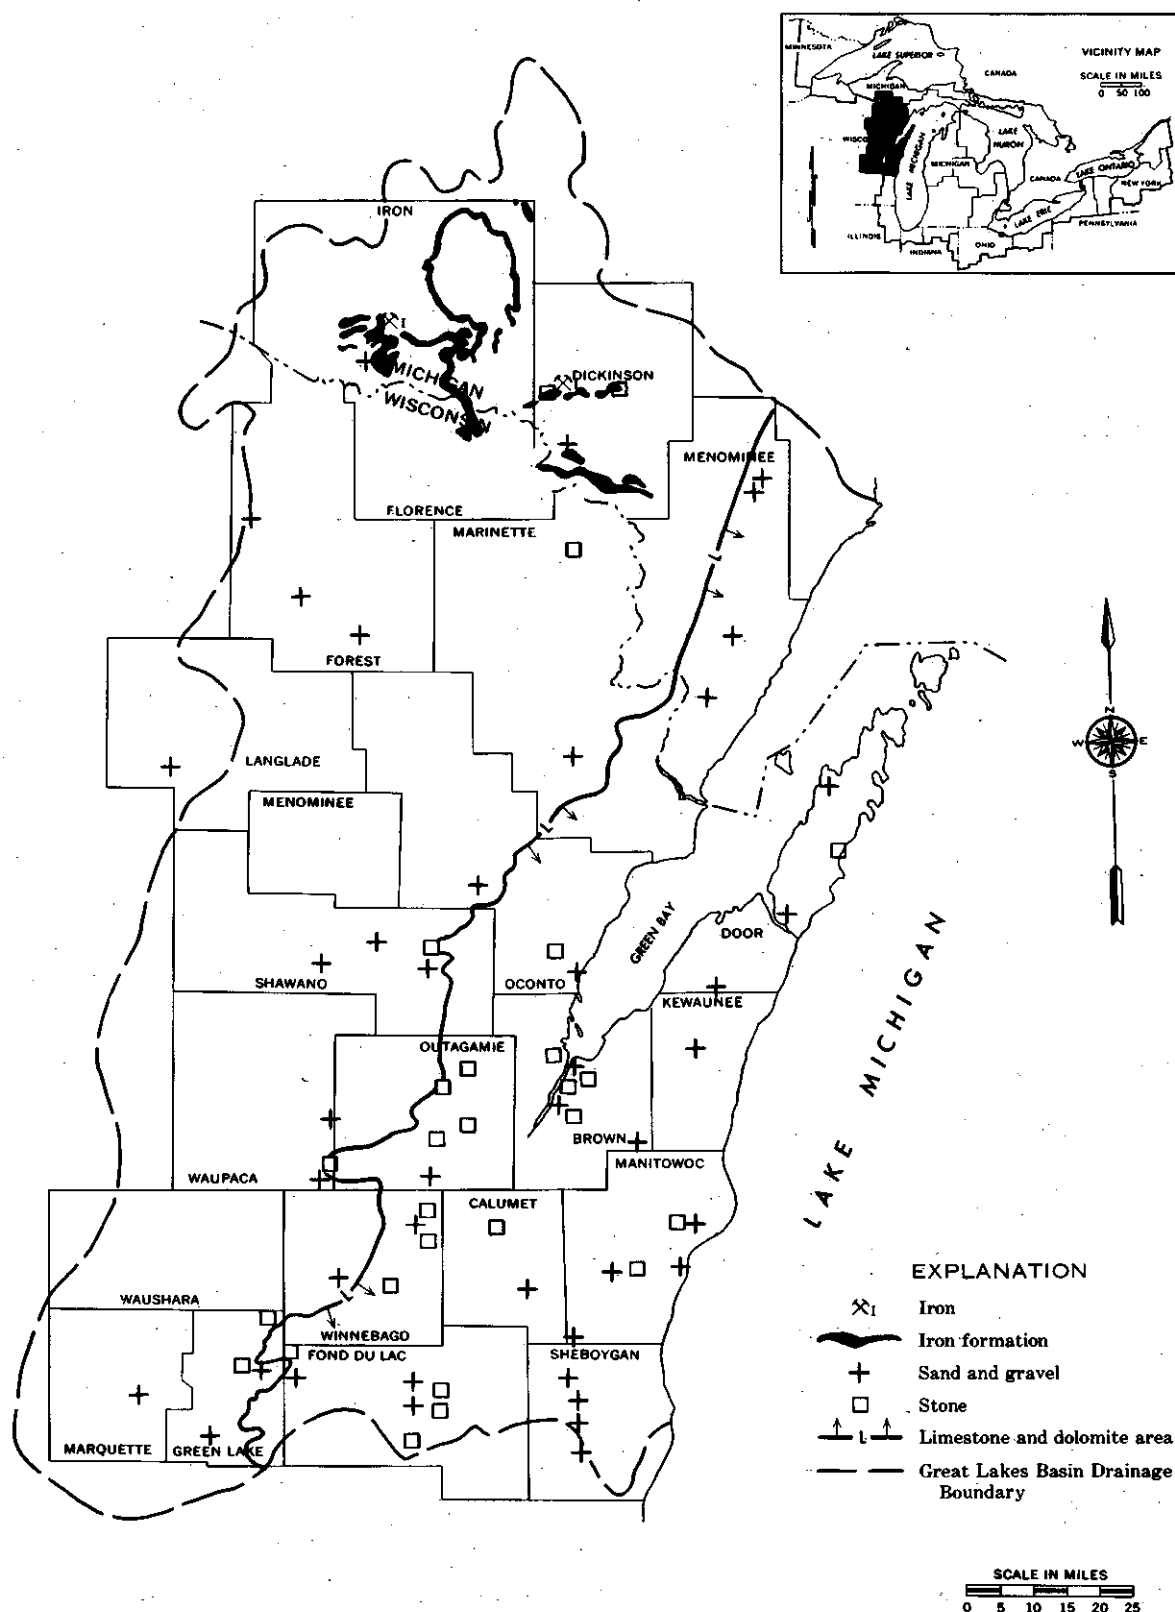 VICINITY MAP
SCALE IN MILES
0 50 100
MINNESOTA
LAKE SUPERIOR
CANADA
MICHIGAN
WISCO
LAKE MICHIGAN
MICHIGAN
LAKE HURON
CANADA
LAKE ONTARIO
NEW YORK
LAKE ERIE
PENNSYLVANIA
ILLINOIS
INDIANA
OHIO
IRON
I
MICHIGAN
WISCONSIN
DICKINSON
MENOMINEE
FLORENCE
MARINETTE
L
FOREST
LANGLADE
MENOMINEE
L
N
W E
S
GREEN BAY
DOOR
SHAWANO
OCONTO
KEWAUNEE
OUTAGAMIE
BROWN
MANITOWOC
WAUPACA
CALUMET
LAKE MICHIGAN
WAUSHARA
L
WINNEBAGO
FOND DU LAC
SHEBOYGAN
MARQUETTE
GREEN LAKE
EXPLANATION
I Iron
Iron formation
Sand and gravel
Stone
L Limestone and dolomite area
Great Lakes Basin Drainage
Boundary
SCALE IN MILES
0 5 10 15 20 25